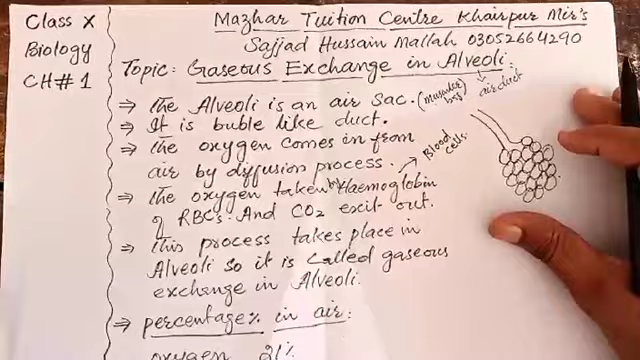 Class X
Biology
CH# 1
Mazhar Tuition Centre Khairpur Mir's
Sajjad Hussain Mallah 03052664290
Topic: Gaseous Exchange in Alveoli:
air duct
⇒ The Alveoli is an air sac.
⇒ It is buble like duct.
⇒ The oxygen comes in from
air by diffusion process.
Blood cells.
⇒ The oxygen taken by Haemoglobin
of RBCs. And CO2 exit out.
⇒ This process takes place in
Alveoli so it is called gaseous
exchange in Alveoli.
⇒ percentage% in air:
oxygen 21%